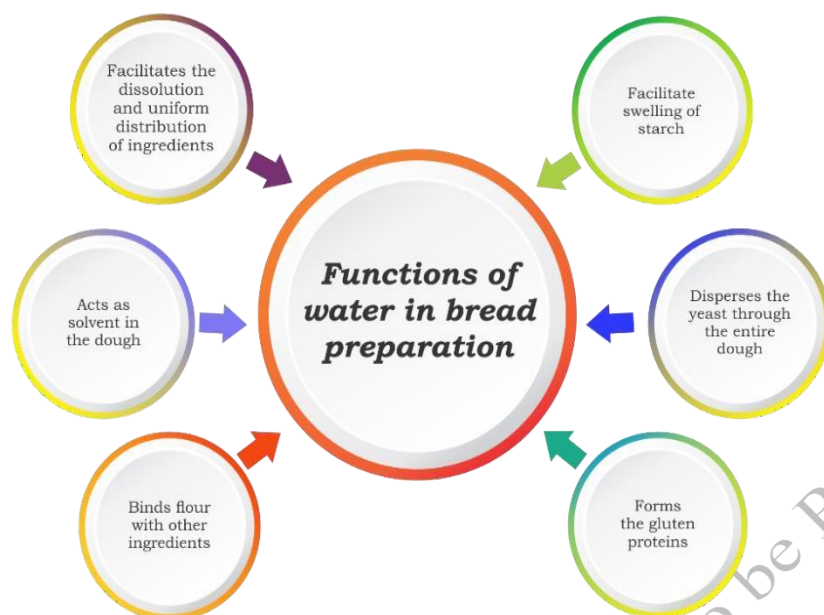 Facilitates the
dissolution
and uniform
distribution
of ingredients
Facilitate
swelling of
starch
Functions of
water in bread
preparation
Acts as
solvent in
the dough
Disperses the
yeast through
the entire
dough
Binds flour
with other
ingredients
Forms
the gluten
proteins
o be